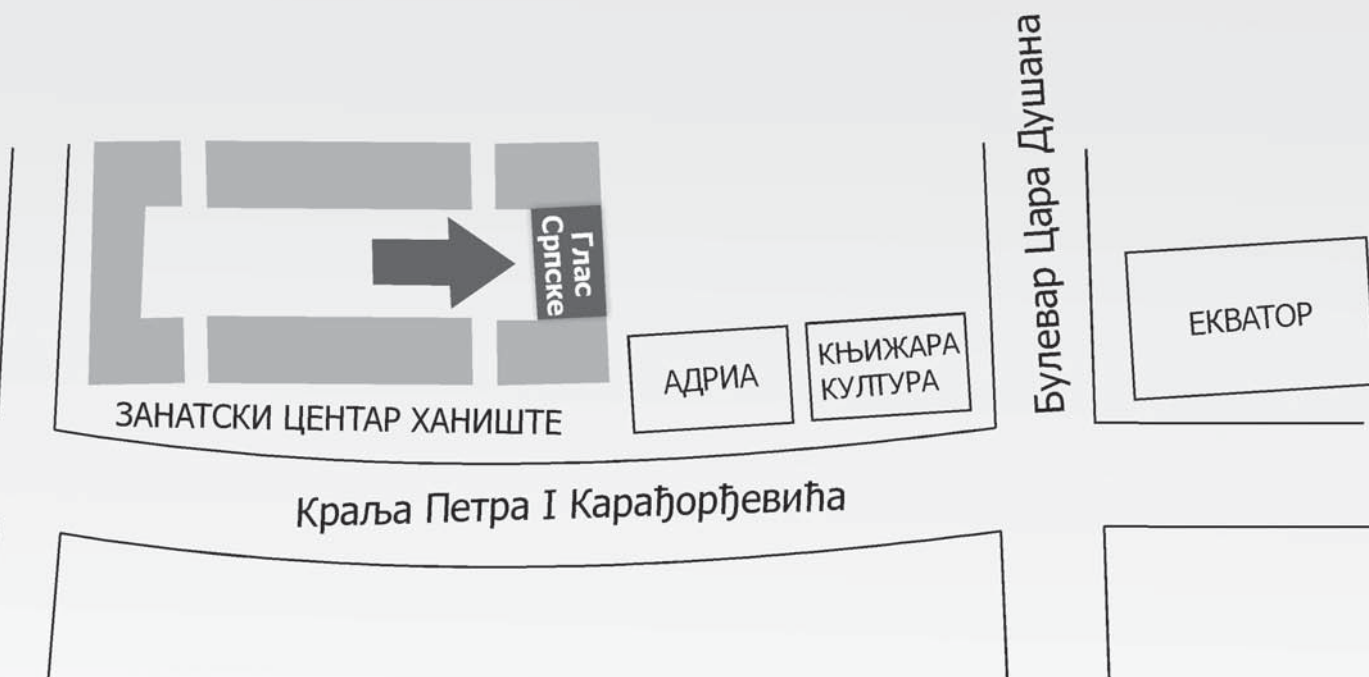 Булевар Цара Душана
Глас
Српске
ЕКВАТОР
КЊИЖАРА
КУЛТУРА
АДРИА
ЗАНАТСКИ ЦЕНТАР ХАНИШТЕ
Краља Петра I Карађорђевића